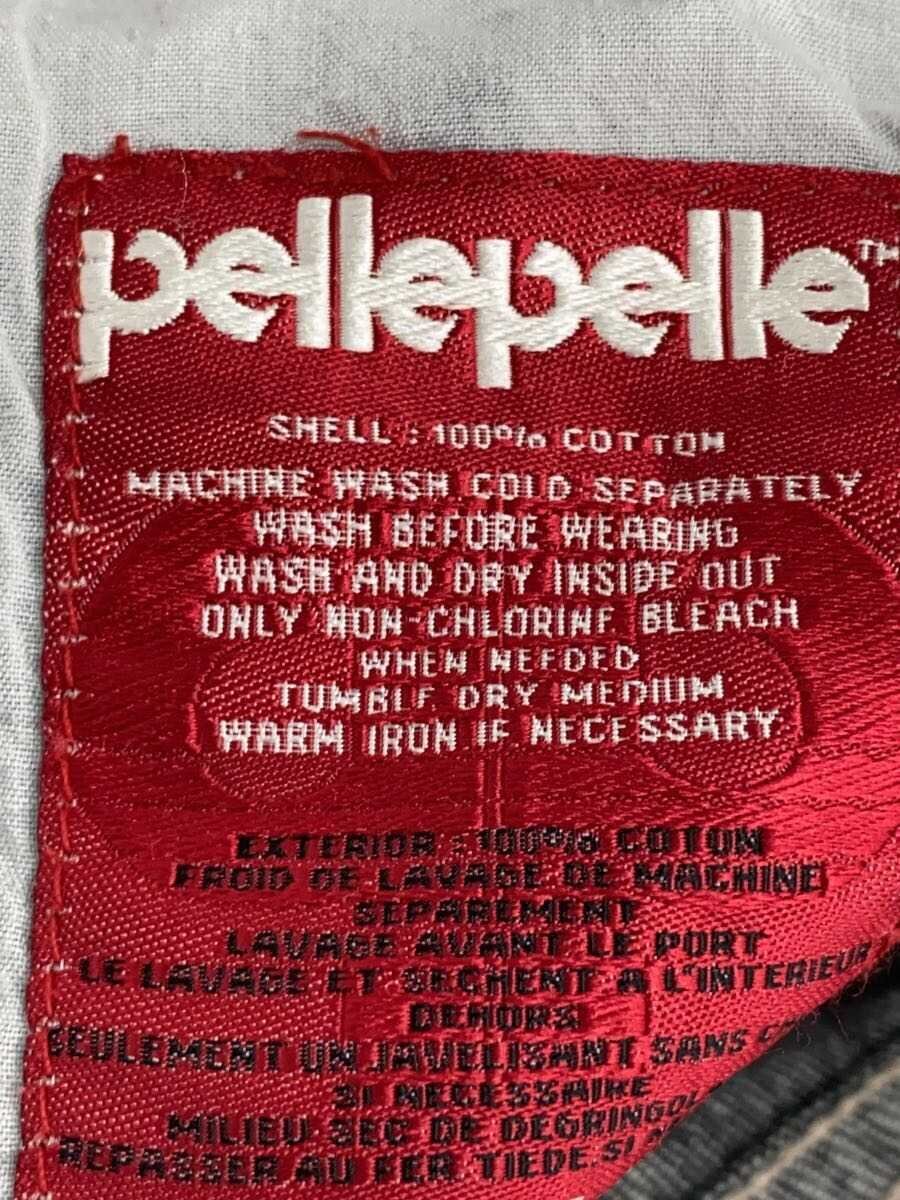 pellepelle™
SHELL : 100% COTTON
MACHINE WASH COLD SEPARATELY
WASH BEFORE WEARING
WASH AND DRY INSIDE OUT
ONLY NON-CHLORINE BLEACH
WHEN NEEDED
TUMBLE DRY MEDIUM
WARM IRON IF NECESSARY
EXTERIOR : 100% COTON
FROID DE LAVAGE DE MACHINE
SEPAREMENT
LAVAGE AVANT LE PORT
LE LAVAGE ET SECHENT A L'INTERIEUR
DEHORS
SEULEMENT UN JAVELISANT SANS
SI NECESSAIRE
MILIEU SEC DE
REPASSER AU FER TIEDE. SI